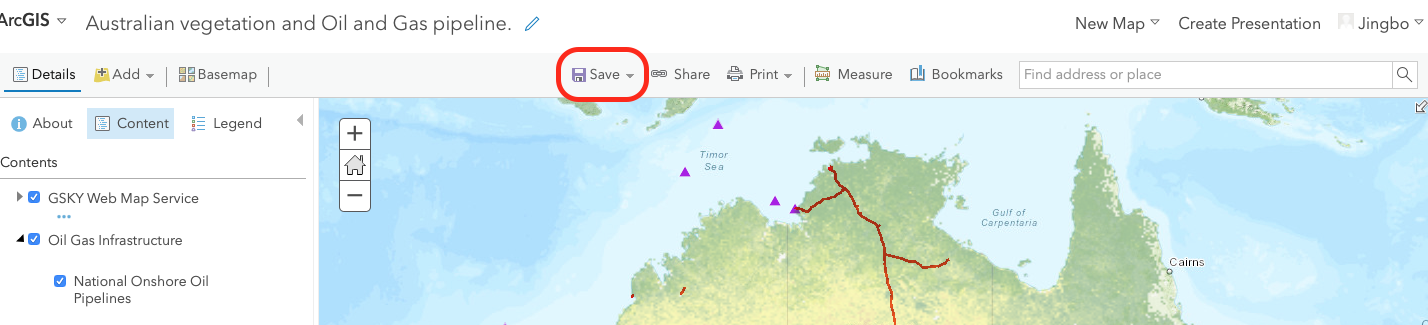 ArcGIS
Australian vegetation and Oil and Gas pipeline.
New Map
Create Presentation
Jingbo
Details
Add
Basemap
Save
Share
Print
Measure
Bookmarks
Find address or place
About
Content
Legend
Contents
GSKY Web Map Service
Oil Gas Infrastructure
National Onshore Oil
Pipelines
Timor
Sea
Gulf of
Carpentaria
Cairns